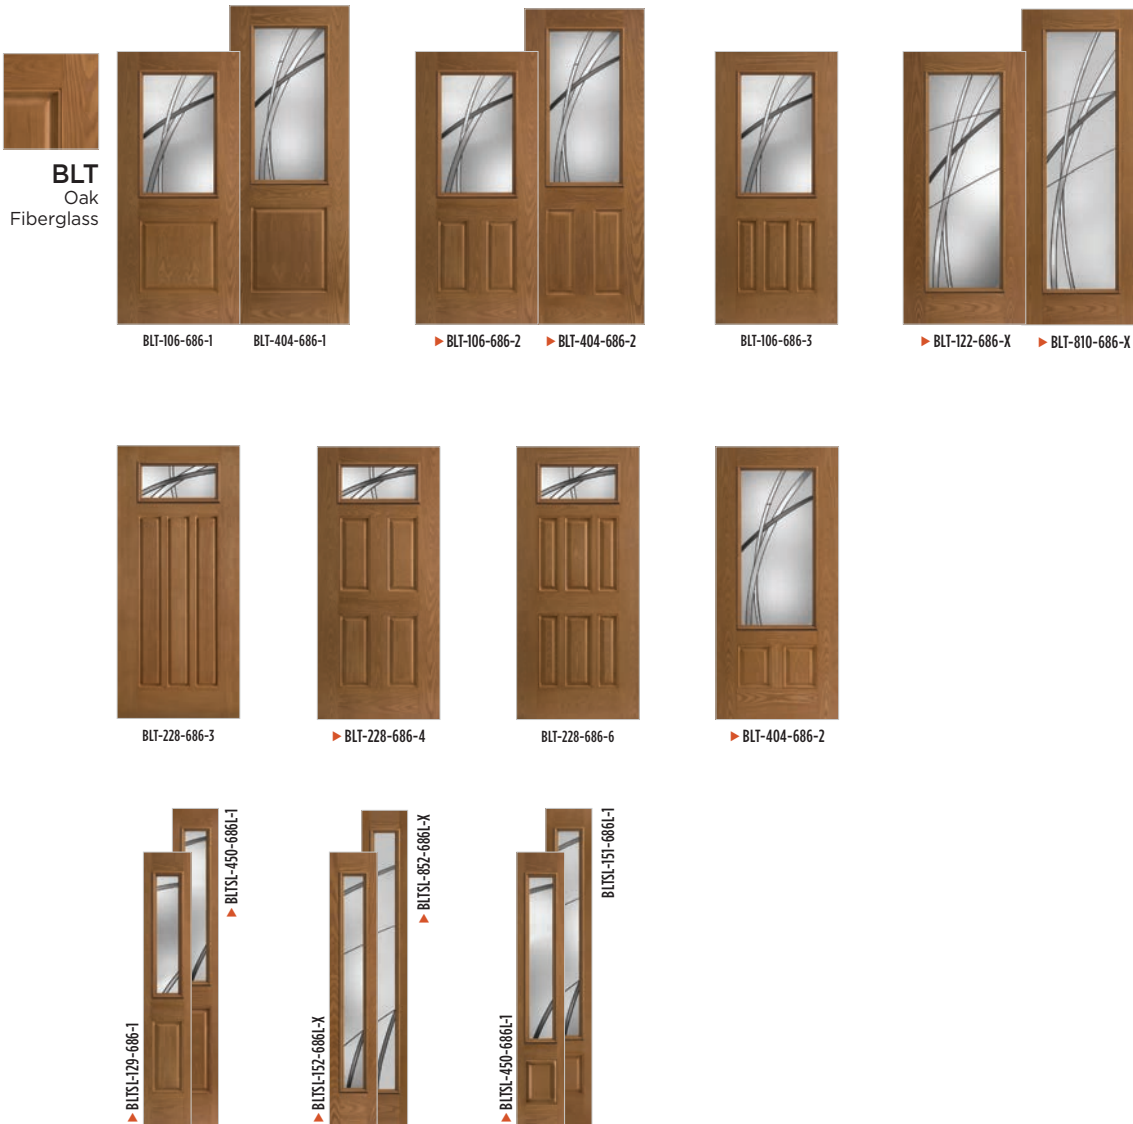 BLT
Oak
Fiberglass
BLT-106-686-1
BLT-404-686-1
BLT-106-686-2
BLT-404-686-2
BLT-106-686-3
BLT-122-686-X
BLT-810-686-X
BLT-228-686-3
BLT-228-686-4
BLT-228-686-6
BLT-404-686-2
BLTSL-129-686-1
BLTSL-450-686L-1
BLTSL-152-686L-X
BLTSL-852-686L-X
BLTSL-450-686L-1
BLTSL-151-686L-1